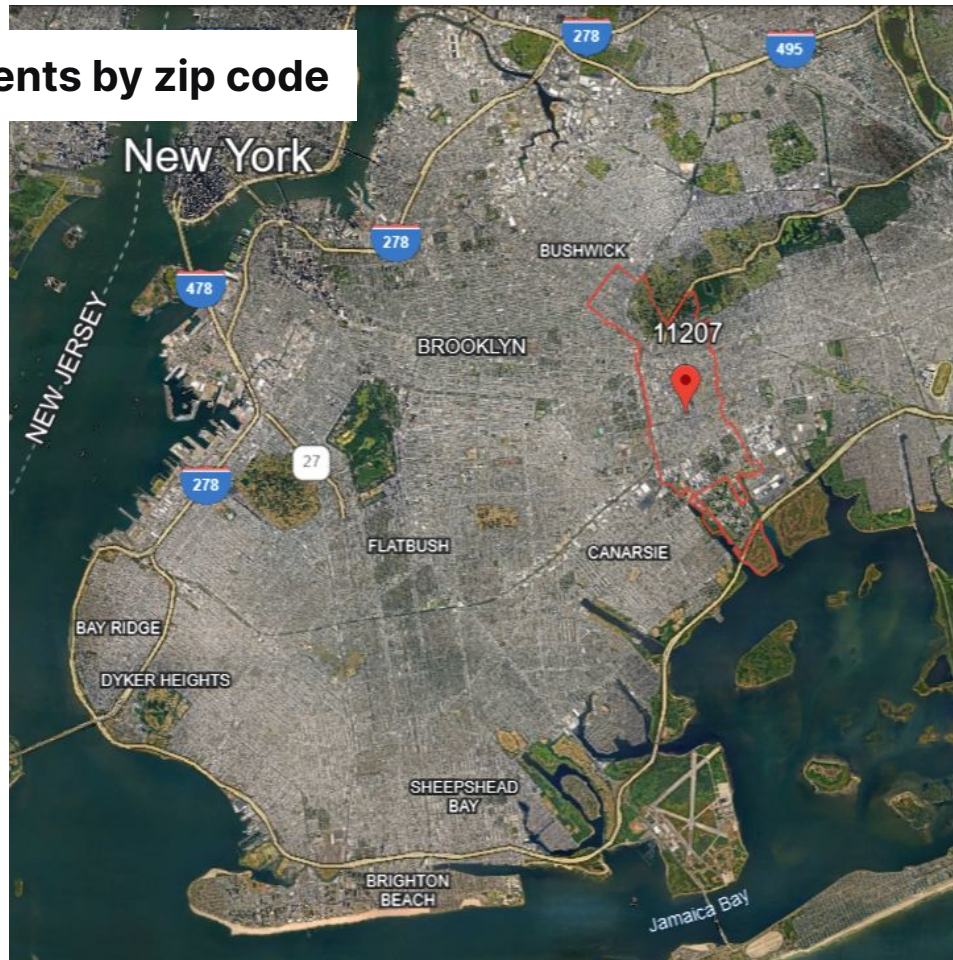 278
495
ents by zip code
New York
278
BUSHWICK
478
11207
BROOKLYN
NEW JERSEY
27
278
FLATBUSH
CANARSIE
BAY RIDGE
DYKER HEIGHTS
SHEEPSHEAD
BAY
BRIGHTON
BEACH
Jamaica Bay